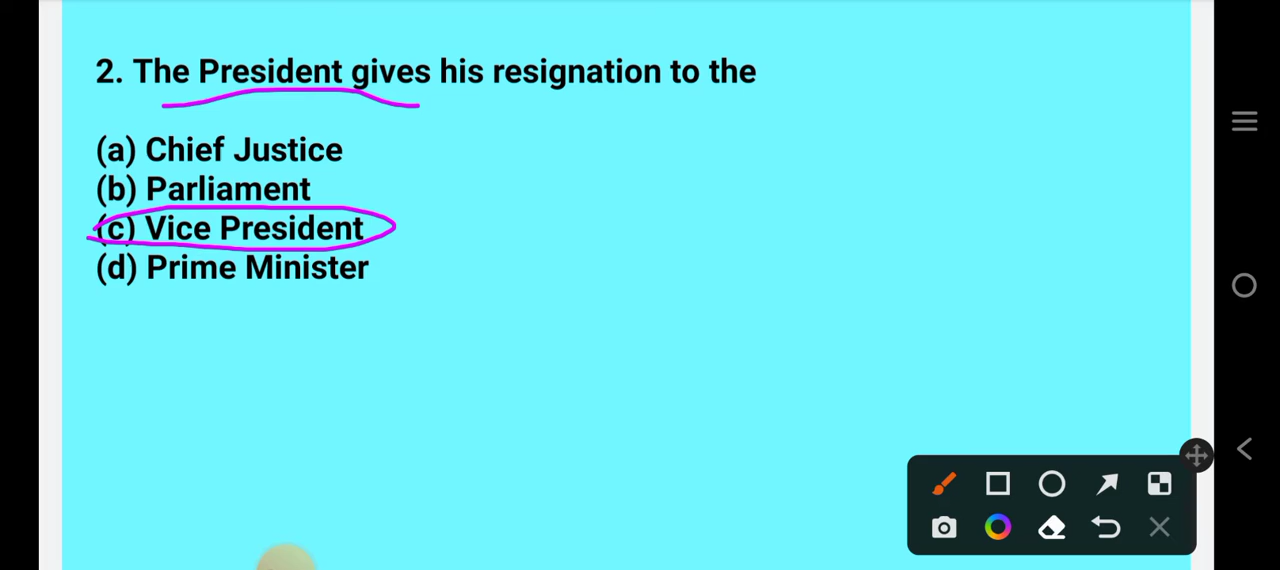 2. The President gives his resignation to the
(a) Chief Justice
(b) Parliament
(c) Vice President
(d) Prime Minister